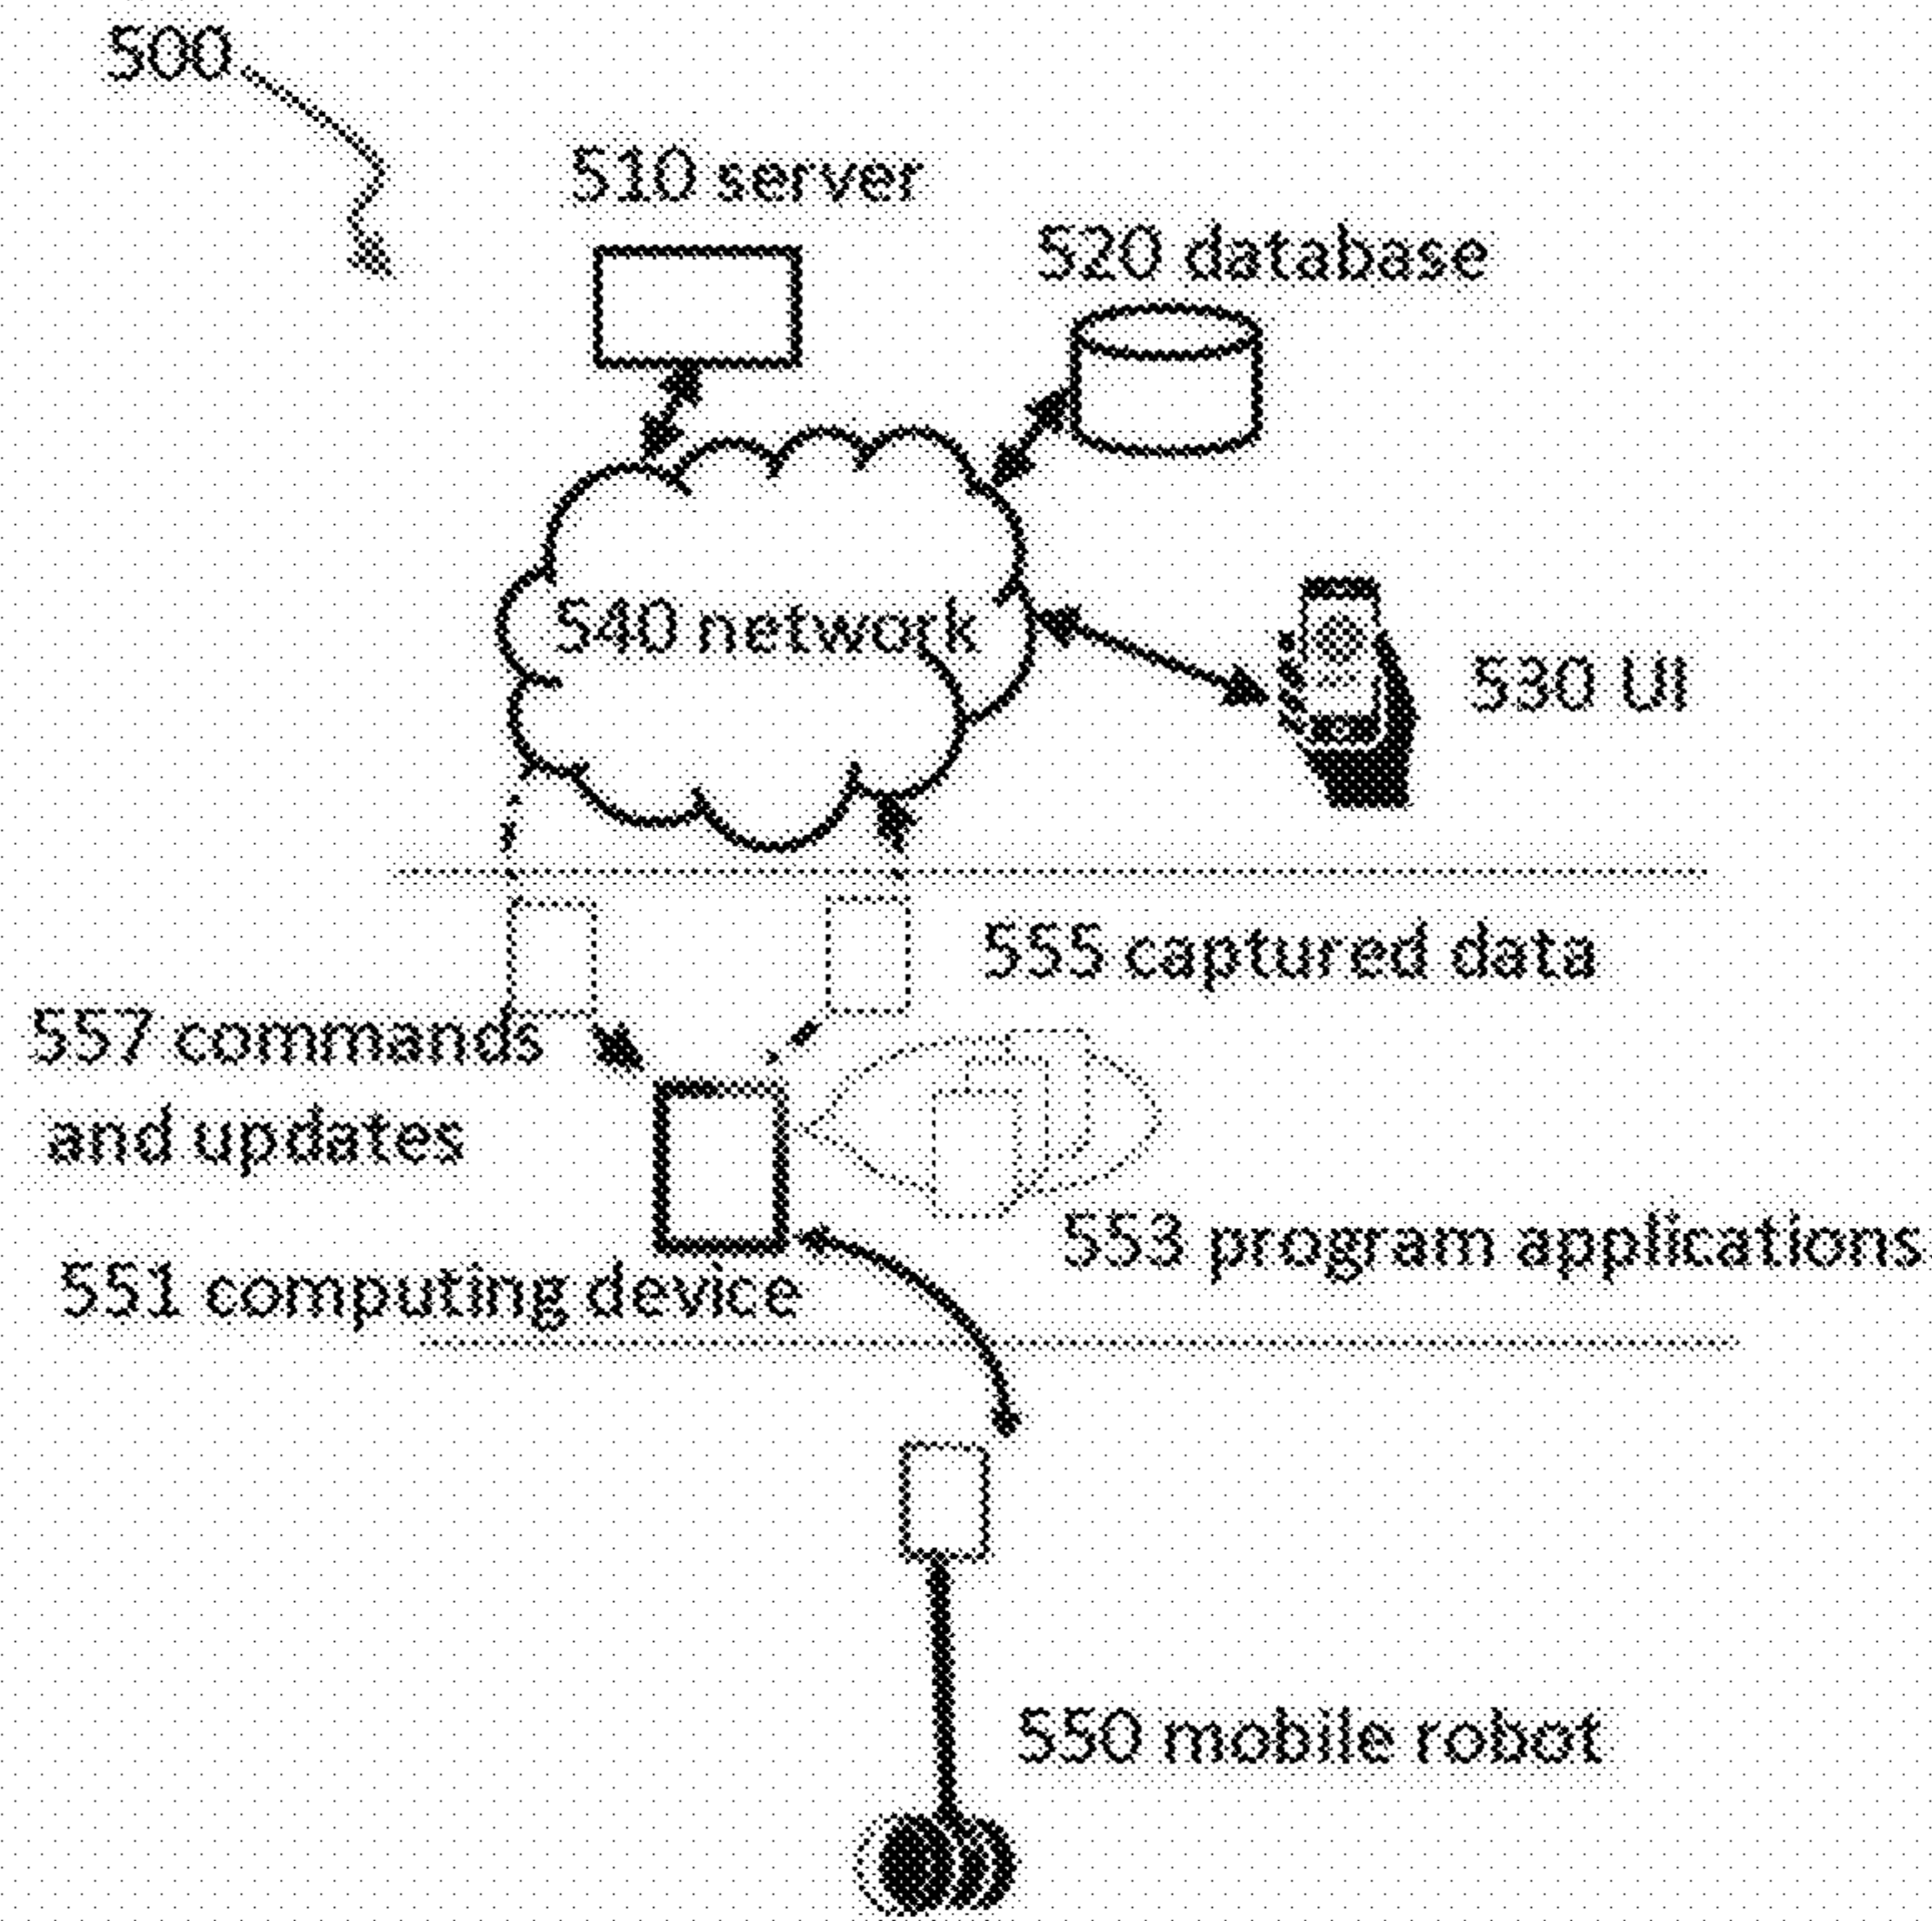 500
510 server
520 database
540 network
530 UI
555 captured data
557 commands
and updates
553 program applications
551 computing device
550 mobile robot